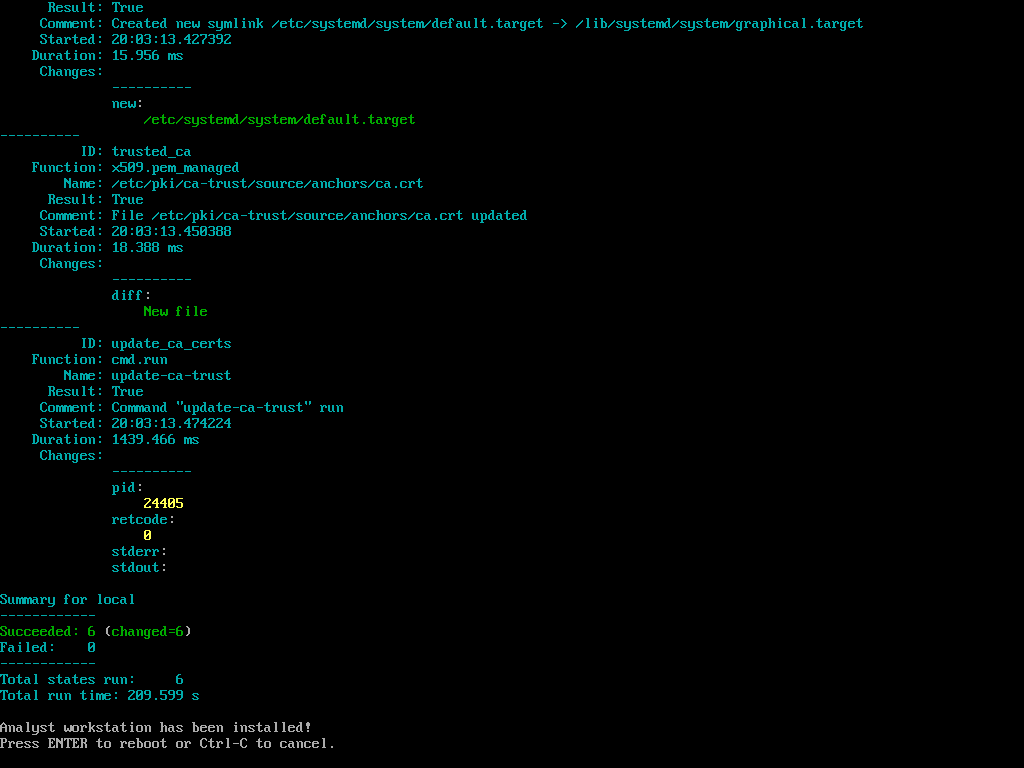 Result: True
Comment: Created new symlink /etc/systemd/system/default.target -> /lib/systemd/system/graphical.target
Started: 20:03:13.427392
Duration: 15.956 ms
Changes:
----------
new:
/etc/systemd/system/default.target
----------
ID: trusted_ca
Function: x509.pem_managed
Name: /etc/pki/ca-trust/source/anchors/ca.crt
Result: True
Comment: File /etc/pki/ca-trust/source/anchors/ca.crt updated
Started: 20:03:13.450388
Duration: 18.388 ms
Changes:
----------
diff:
New file
----------
ID: update_ca_certs
Function: cmd.run
Name: update-ca-trust
Result: True
Comment: Command "update-ca-trust" run
Started: 20:03:13.474224
Duration: 1439.466 ms
Changes:
----------
pid:
24405
retcode:
0
stderr:
stdout:
Summary for local
------------
Succeeded: 6 (changed=6)
Failed: 0
------------
Total states run: 6
Total run time: 209.599 s
Analyst workstation has been installed!
Press ENTER to reboot or Ctrl-C to cancel.